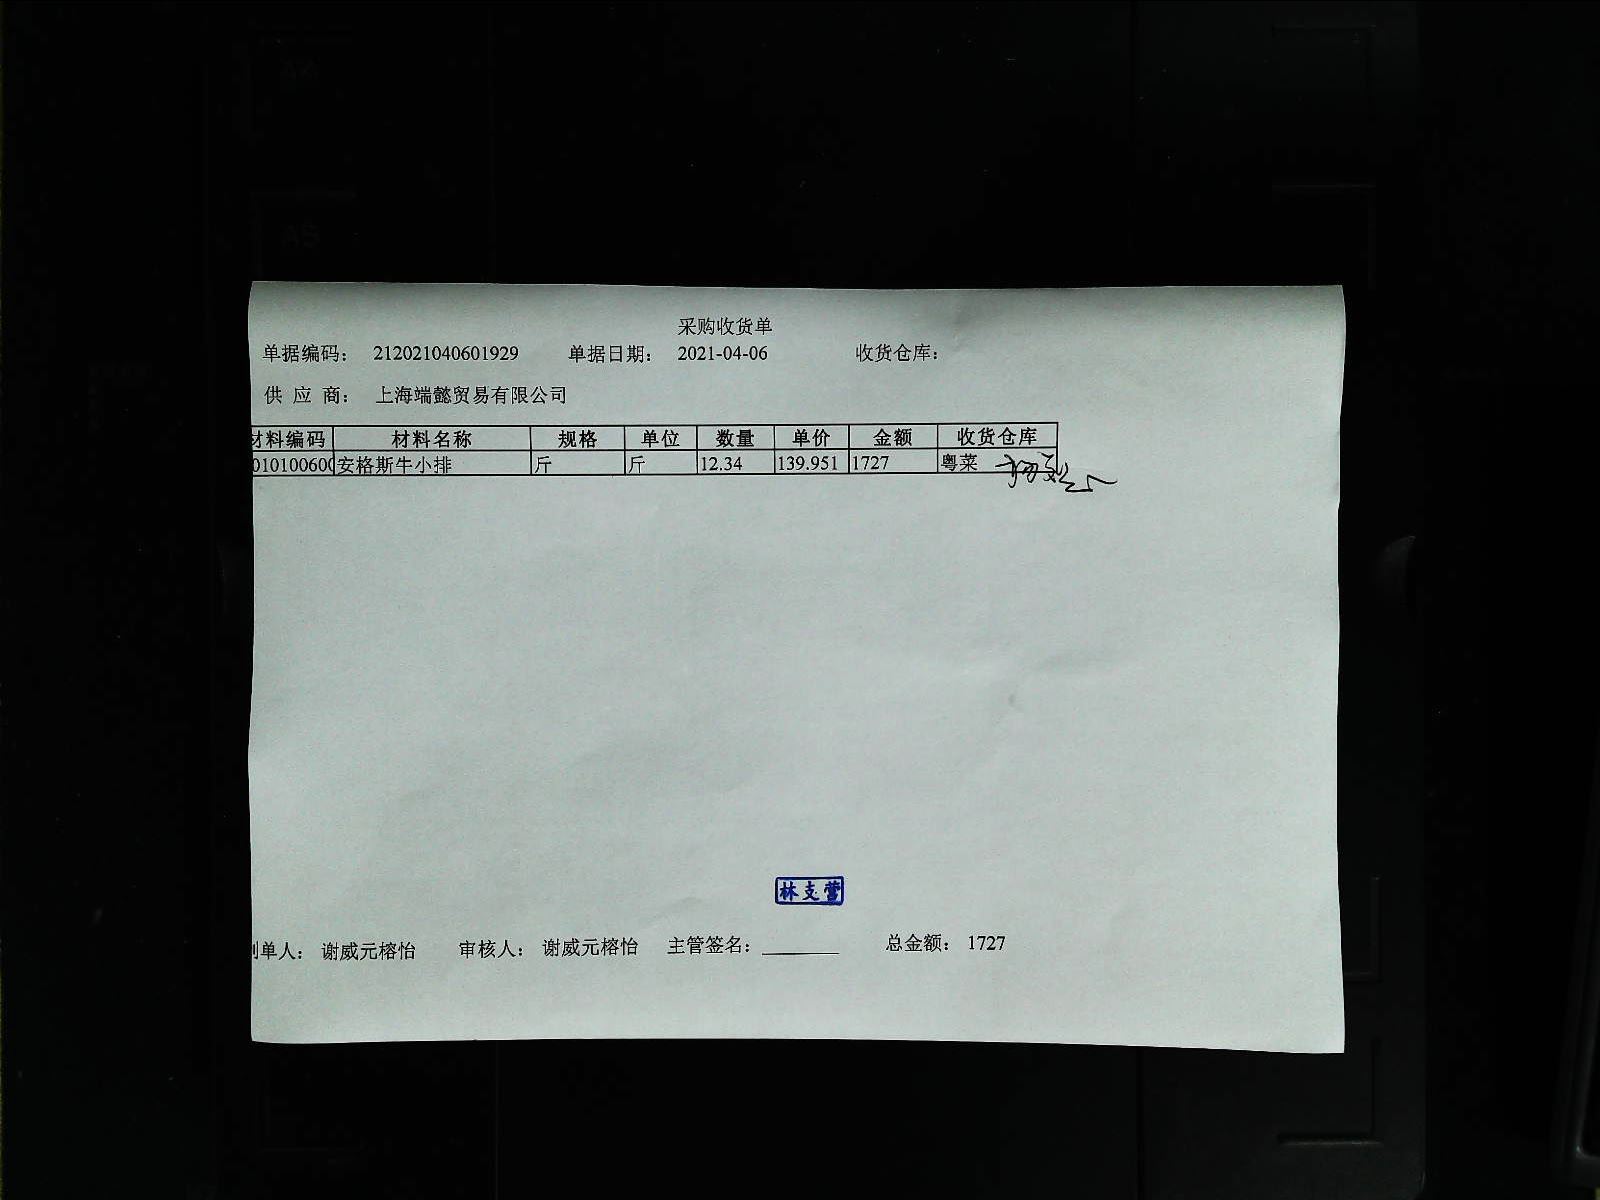 采购收货单
单据编码： 212021040601929 单据日期： 2021-04-06 收货仓库：
供 应 商： 上海端懿贸易有限公司
材料编码 材料名称 规格 单位 数量 单价 金额 收货仓库
01010060 安格斯牛小排 斤 斤 12.34 139.951 1727 粤菜
林支营
制单人： 谢威元榕怡 审核人： 谢威元榕怡 主管签名： 总金额： 1727